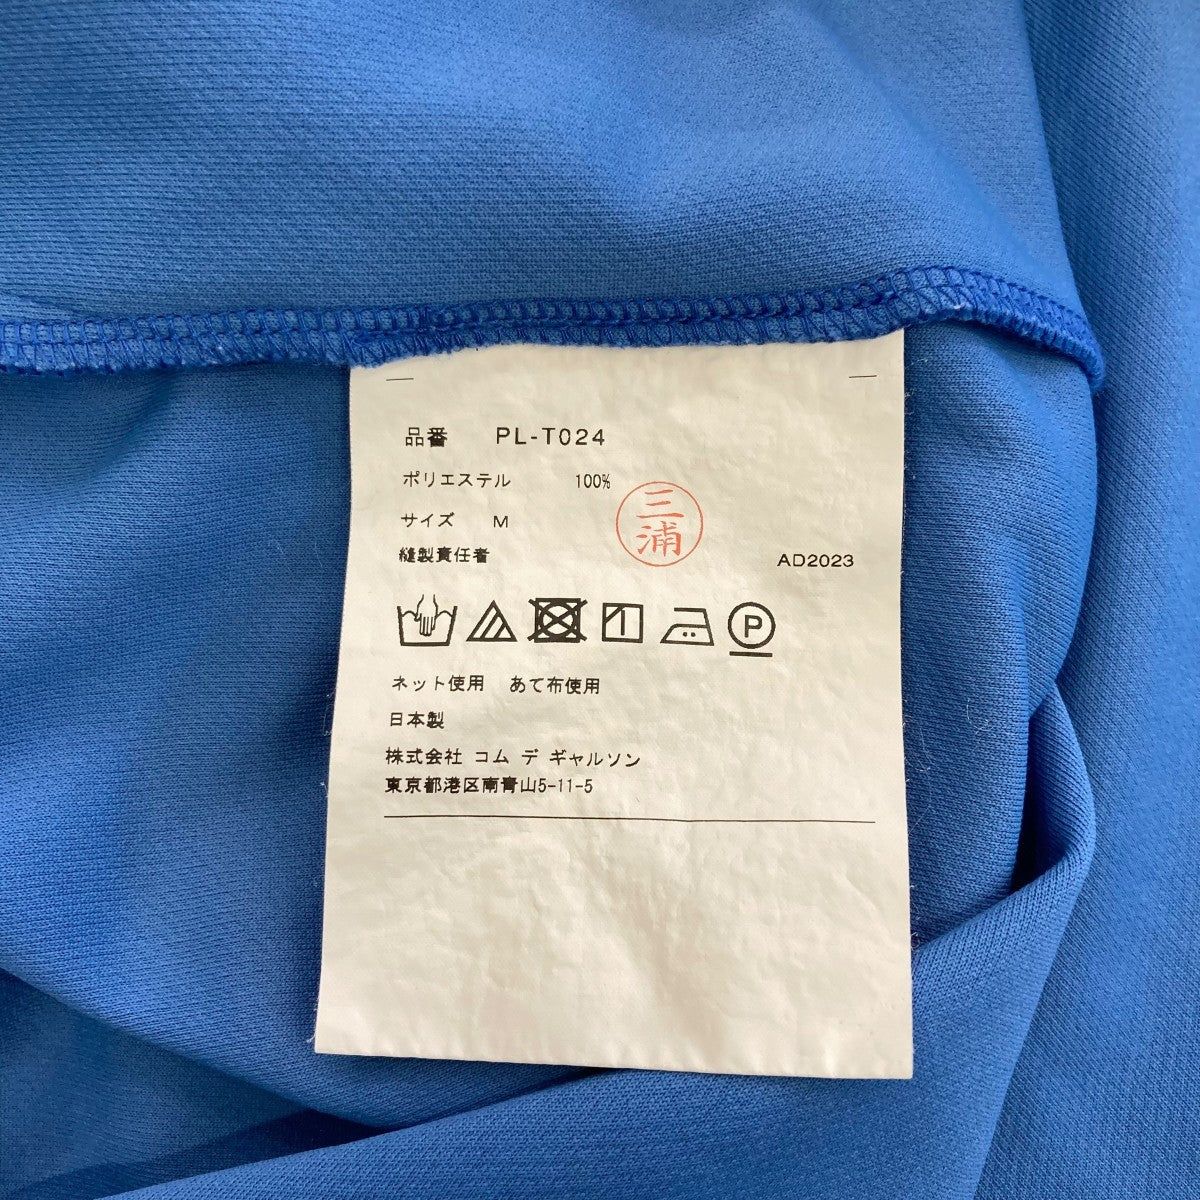 品番 PL-T024
ポリエステル 100%
サイズ M
縫製責任者 三浦 AD2023
P
ネット使用 あて布使用
日本製
株式会社 コム デ ギャルソン
東京都港区南青山5-11-5